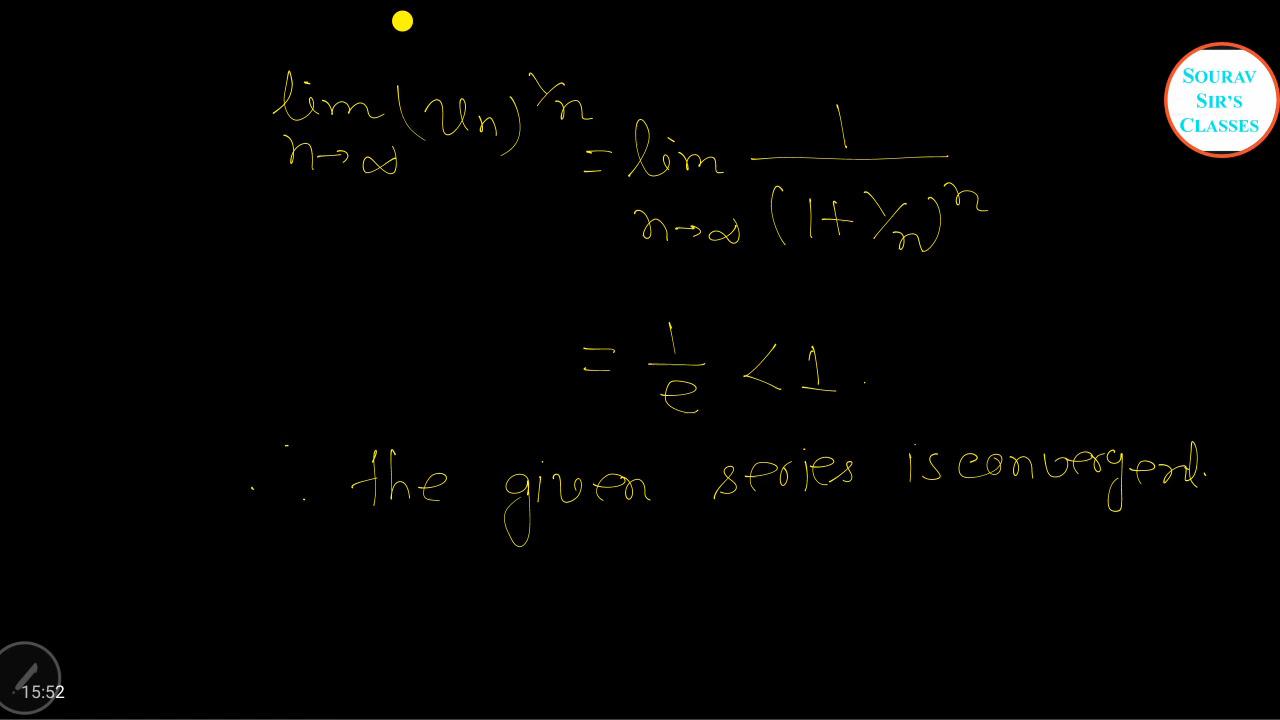 lim n→∞ (un)^1/n = lim n→∞ 1/(1+1/n)^n
= 1/e < 1.
∴ the given series is convergent.
SOURAV
SIR'S
CLASSES
15:52